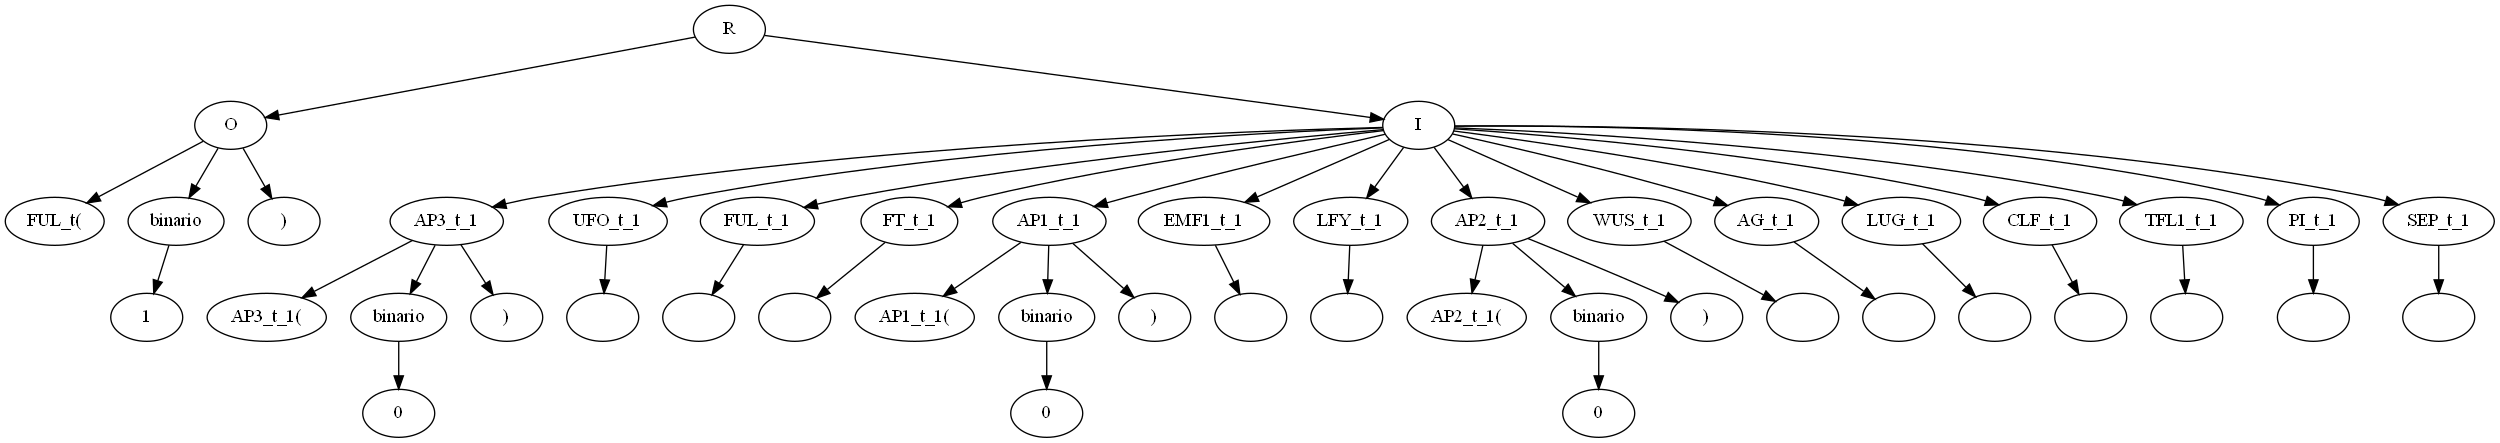 R
O
I
FUL_t(
binario
)
AP3_t_1
UFO_t_1
FUL_t_1
FT_t_1
AP1_t_1
EMF1_t_1
LFY_t_1
AP2_t_1
WUS_t_1
AG_t_1
LUG_t_1
CLF_t_1
TFL1_t_1
PI_t_1
SEP_t_1
1
AP3_t_1(
binario
)
AP1_t_1(
binario
)
AP2_t_1(
binario
)
0
0
0